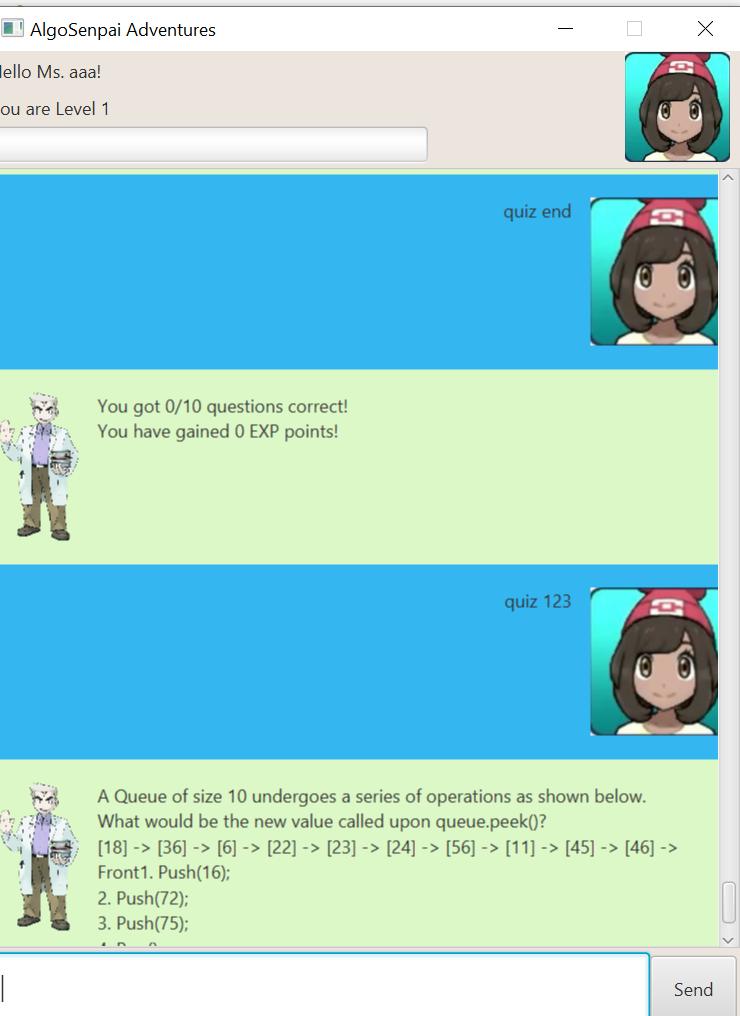 AlgoSenpai Adventures
ello Ms. aaa!
ou are Level 1
quiz end
You got 0/10 questions correct!
You have gained 0 EXP points!
quiz 123
A Queue of size 10 undergoes a series of operations as shown below.
What would be the new value called upon queue.peek()?
[18] -> [36] -> [6] -> [22] -> [23] -> [24] -> [56] -> [11] -> [45] -> [46] ->
Front1. Push(16);
2. Push(72);
3. Push(75);
Send